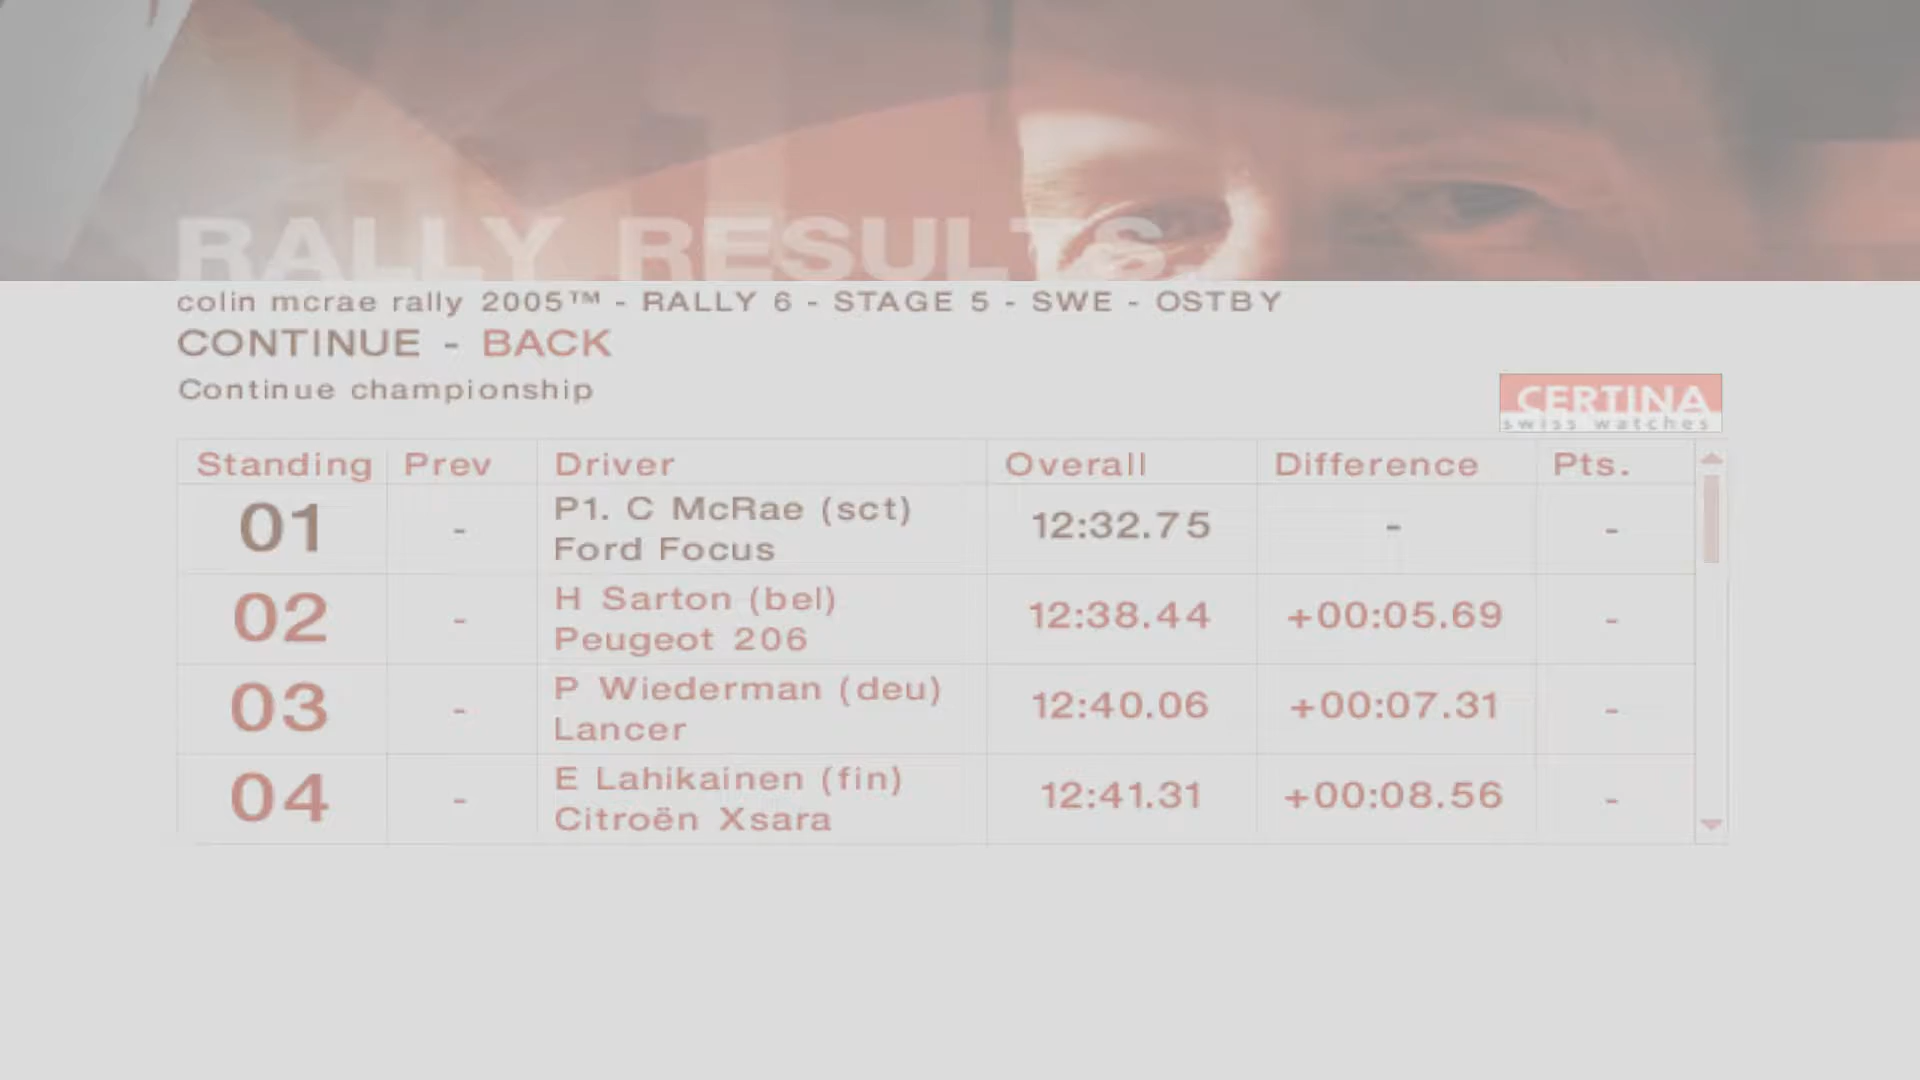 RALLY RESULTS
colin mcrae rally 2005™ - RALLY 6 - STAGE 5 - SWE - OSTBY
CONTINUE - BACK
Continue championship
CERTINA
swiss watches
Standing Prev Driver Overall Difference Pts.
01 - P1. C McRae (sct) 12:32.75 - -
Ford Focus
02 - H Sarton (bel) 12:38.44 +00:05.69 -
Peugeot 206
03 - P Wiederman (deu) 12:40.06 +00:07.31 -
Lancer
04 - E Lahikainen (fin) 12:41.31 +00:08.56 -
Citroën Xsara